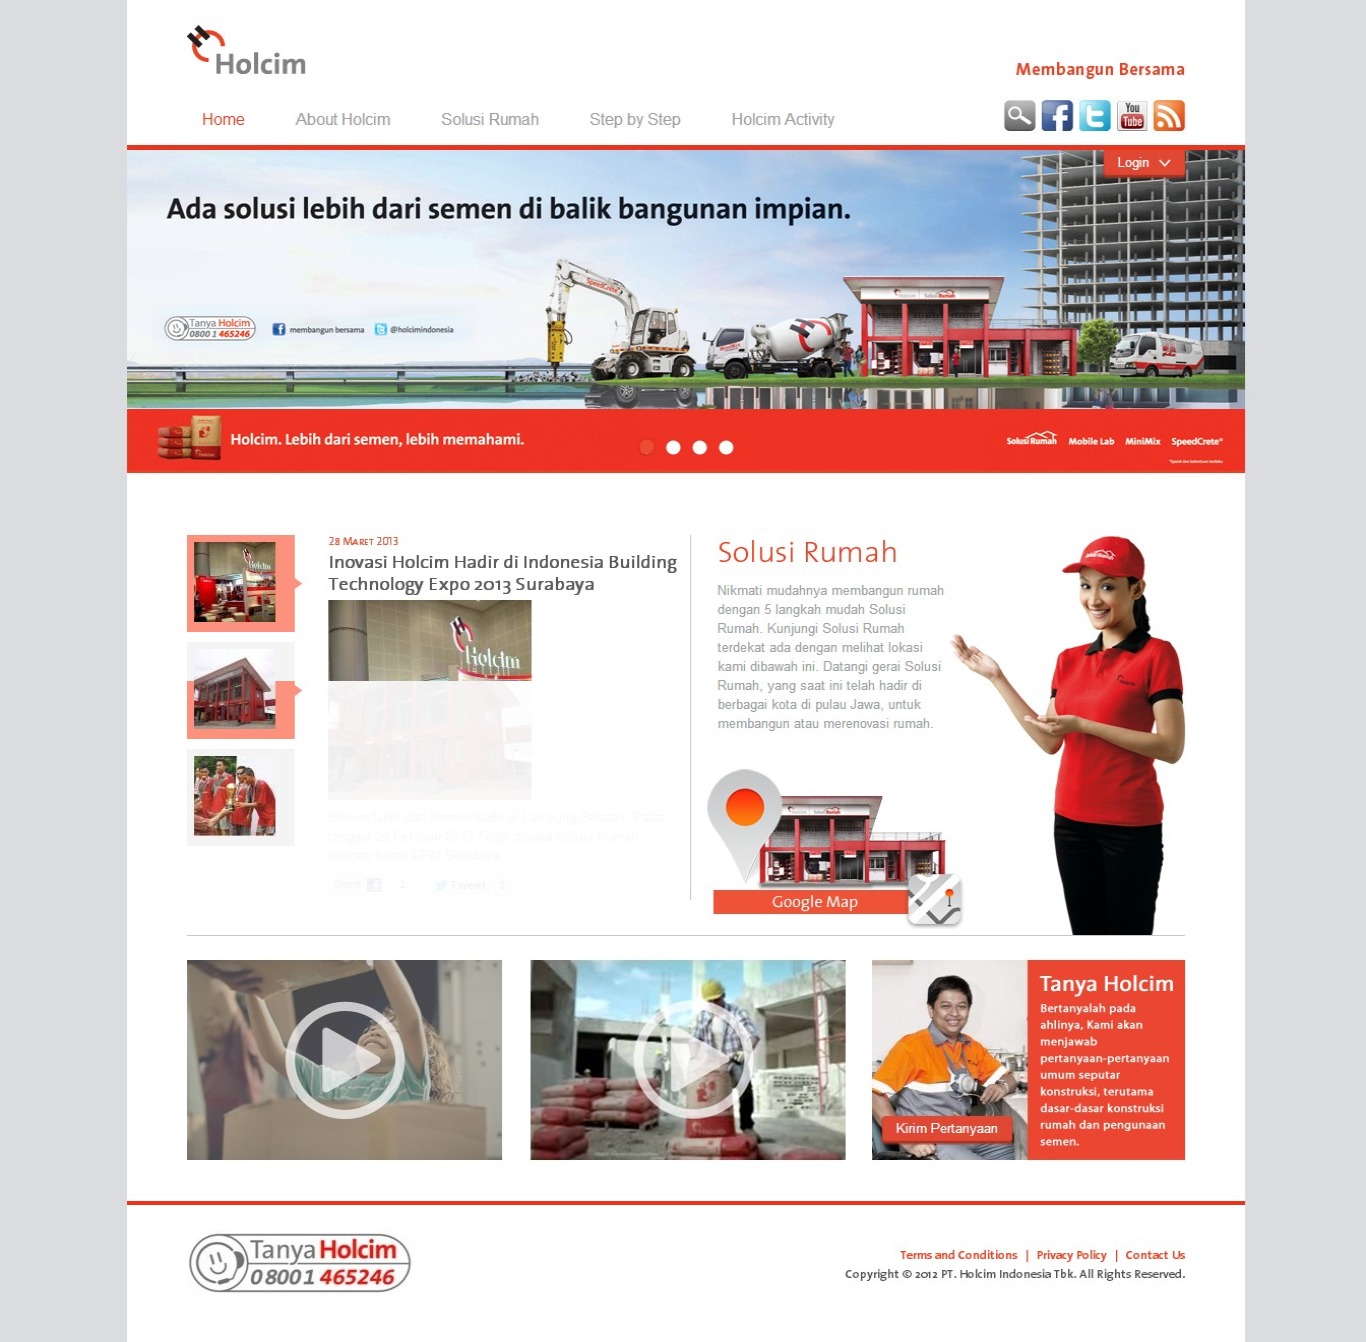 Holcim
Membangun Bersama
Home
About Holcim
Solusi Rumah
Step by Step
Holcim Activity
You
Tube
Login
Ada solusi lebih dari semen di balik bangunan impian.
SpeedCrete
Tanya Holcim
0800 1 465246
membangun bersama
@holcimindonesia
Holcim. Lebih dari semen, lebih memahami.
Solusi Rumah
Mobile Lab
MiniMix
SpeedCrete®
28 Maret 2013
Inovasi Holcim Hadir di Indonesia Building
Technology Expo 2013 Surabaya
Holcim
Solusi Rumah
Nikmati mudahnya membangun rumah
dengan 5 langkah mudah Solusi
Rumah. Kunjungi Solusi Rumah
terdekat ada dengan melihat lokasi
kami dibawah ini. Datangi gerai Solusi
Rumah, yang saat ini telah hadir di
berbagai kota di pulau Jawa, untuk
membangun atau merenovasi rumah.
Solusi Rumah
Holcim
Share
1
Tweet
0
Google Map
Tanya Holcim
Bertanyalah pada
ahlinya, Kami akan
menjawab
pertanyaan-pertanyaan
umum seputar
konstruksi, terutama
dasar-dasar konstruksi
rumah dan pengunaan
semen.
Kirim Pertanyaan
Tanya Holcim
0 8001 465246
Terms and Conditions | Privacy Policy | Contact Us
Copyright © 2012 PT. Holcim Indonesia Tbk. All Rights Reserved.